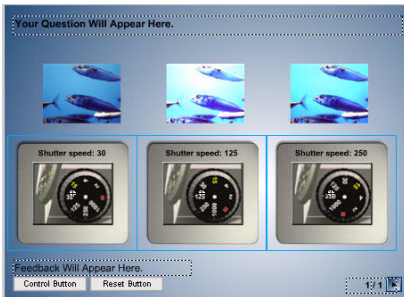 Your Question Will Appear Here.
Shutter speed: 30
Shutter speed: 125
Shutter speed: 250
Feedback Will Appear Here.
Control Button
Reset Button
1 / 1